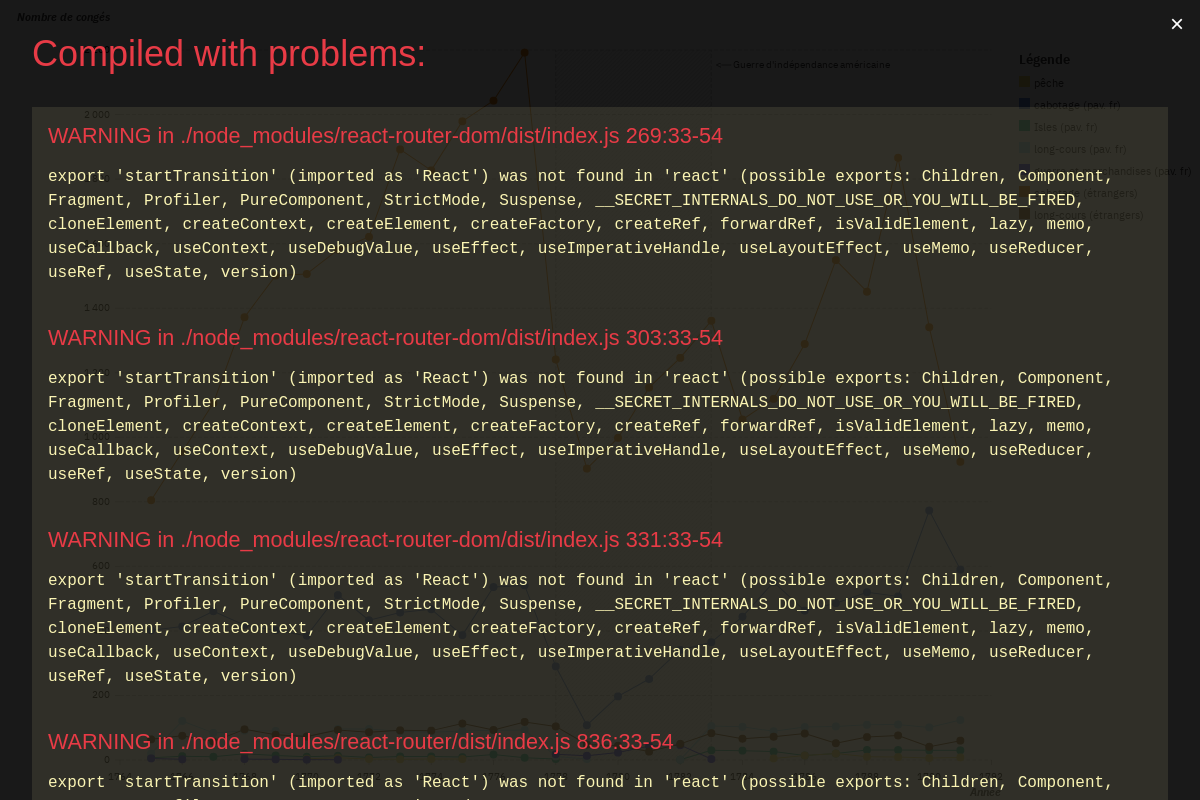 Nombre de congés
×
Compiled with problems:
<-- Guerre d'indépendance américaine
Légende
pêche
cabotage (pav. fr)
Isles (pav. fr)
long-cours (pav. fr)
2 000
WARNING in ./node_modules/react-router-dom/dist/index.js 269:33-54
export 'startTransition' (imported as 'React') was not found in 'react' (possible exports: Children, Component,
Fragment, Profiler, PureComponent, StrictMode, Suspense, __SECRET_INTERNALS_DO_NOT_USE_OR_YOU_WILL_BE_FIRED,
cloneElement, createContext, createElement, createFactory, createRef, forwardRef, isValidElement, lazy, memo,
useCallback, useContext, useDebugValue, useEffect, useImperativeHandle, useLayoutEffect, useMemo, useReducer,
useRef, useState, version)
1 400
WARNING in ./node_modules/react-router-dom/dist/index.js 303:33-54
export 'startTransition' (imported as 'React') was not found in 'react' (possible exports: Children, Component,
Fragment, Profiler, PureComponent, StrictMode, Suspense, __SECRET_INTERNALS_DO_NOT_USE_OR_YOU_WILL_BE_FIRED,
cloneElement, createContext, createElement, createFactory, createRef, forwardRef, isValidElement, lazy, memo,
useCallback, useContext, useDebugValue, useEffect, useImperativeHandle, useLayoutEffect, useMemo, useReducer,
useRef, useState, version)
800
WARNING in ./node_modules/react-router-dom/dist/index.js 331:33-54
600
export 'startTransition' (imported as 'React') was not found in 'react' (possible exports: Children, Component,
Fragment, Profiler, PureComponent, StrictMode, Suspense, __SECRET_INTERNALS_DO_NOT_USE_OR_YOU_WILL_BE_FIRED,
cloneElement, createContext, createElement, createFactory, createRef, forwardRef, isValidElement, lazy, memo,
useCallback, useContext, useDebugValue, useEffect, useImperativeHandle, useLayoutEffect, useMemo, useReducer,
useRef, useState, version)
200
WARNING in ./node_modules/react-router/dist/index.js 836:33-54
0
export 'startTransition' (imported as 'React') was not found in 'react' (possible exports: Children, Component,